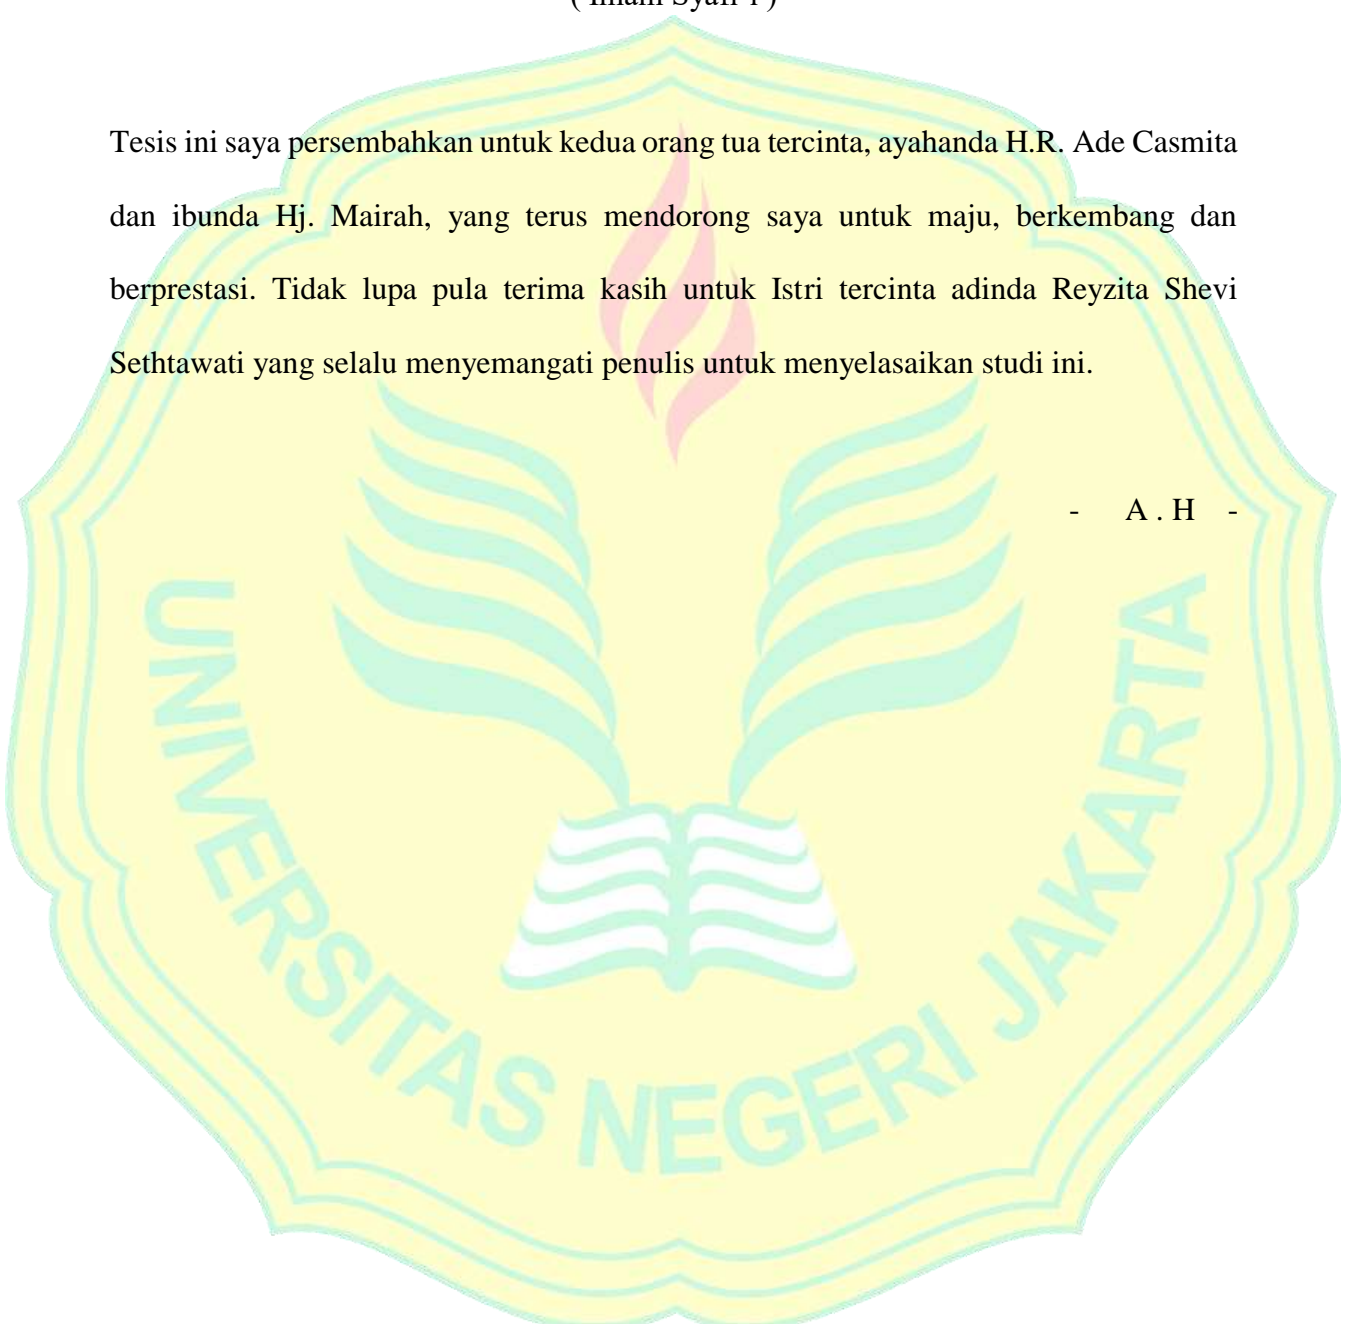 ( Imam Syafi'i )
Tesis ini saya persembahkan untuk kedua orang tua tercinta, ayahanda H.R. Ade Casmita
dan ibunda Hj. Mairah, yang terus mendorong saya untuk maju, berkembang dan
berprestasi. Tidak lupa pula terima kasih untuk Istri tercinta adinda Reyzita Shevi
Sethtawati yang selalu menyemangati penulis untuk menyelasaikan studi ini.
- A . H -
UNIVERSITAS NEGERI JAKARTA